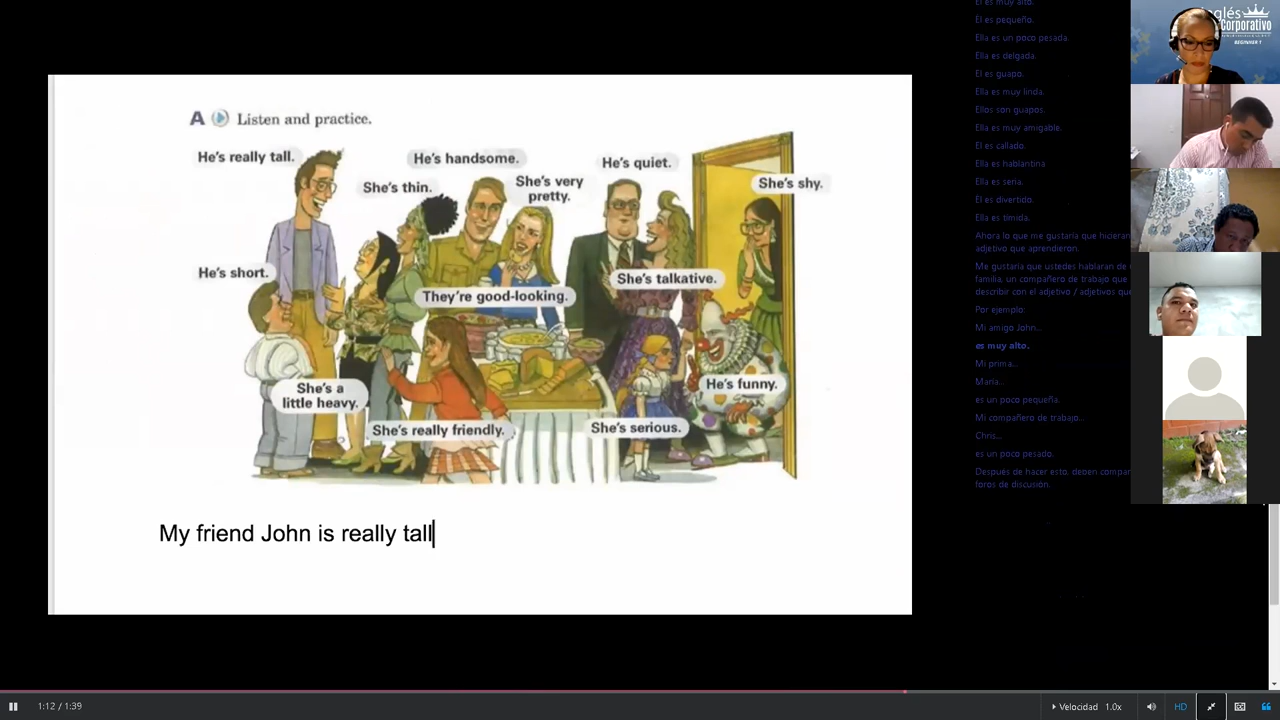 A Listen and practice.
He's really tall.
He's handsome.
He's quiet.
She's thin.
She's very
pretty.
She's shy.
He's short.
She's talkative.
They're good-looking.
She's a
little heavy.
He's funny.
She's really friendly.
She's serious.
My friend John is really tall
Él es muy alto.
El es pequeño.
Ella es un poco pesada.
Ella es delgada.
El es guapo.
Ella es muy linda.
Ellos son guapos.
Ella es muy amigable.
El es callado.
Ella es hablantina
Ella es seria.
El es divertido.
Ella es tímida.
Ahora lo que me gustaría que hicieran
adjetivo que aprendieron.
Me gustaría que ustedes hablaran de
familia, un compañero de trabajo que
describir con el adjetivo / adjetivos que
Por ejemplo:
Mi amigo John...
es muy alto.
Mi prima...
María...
es un poco pequeña.
Mi compañero de trabajo...
Chris...
es un poco pesado.
Después de hacer esto, deben
foros de discusión.
Inglés
Corporativo
BEGINNER 1
1:12 / 1:39
Velocidad 1.0x
HD